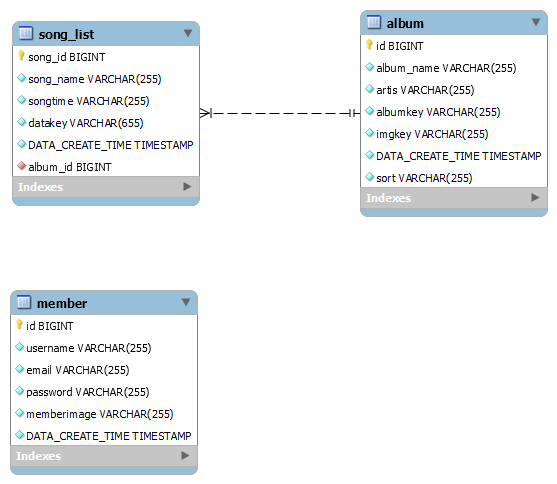 song_list
song_id BIGINT
song_name VARCHAR(255)
songtime VARCHAR(255)
datakey VARCHAR(655)
DATA_CREATE_TIME TIMESTAMP
album_id BIGINT
Indexes
album
id BIGINT
album_name VARCHAR(255)
artis VARCHAR(255)
albumkey VARCHAR(255)
imgkey VARCHAR(255)
DATA_CREATE_TIME TIMESTAMP
sort VARCHAR(255)
Indexes
member
id BIGINT
username VARCHAR(255)
email VARCHAR(255)
password VARCHAR(255)
memberimage VARCHAR(255)
DATA_CREATE_TIME TIMESTAMP
Indexes